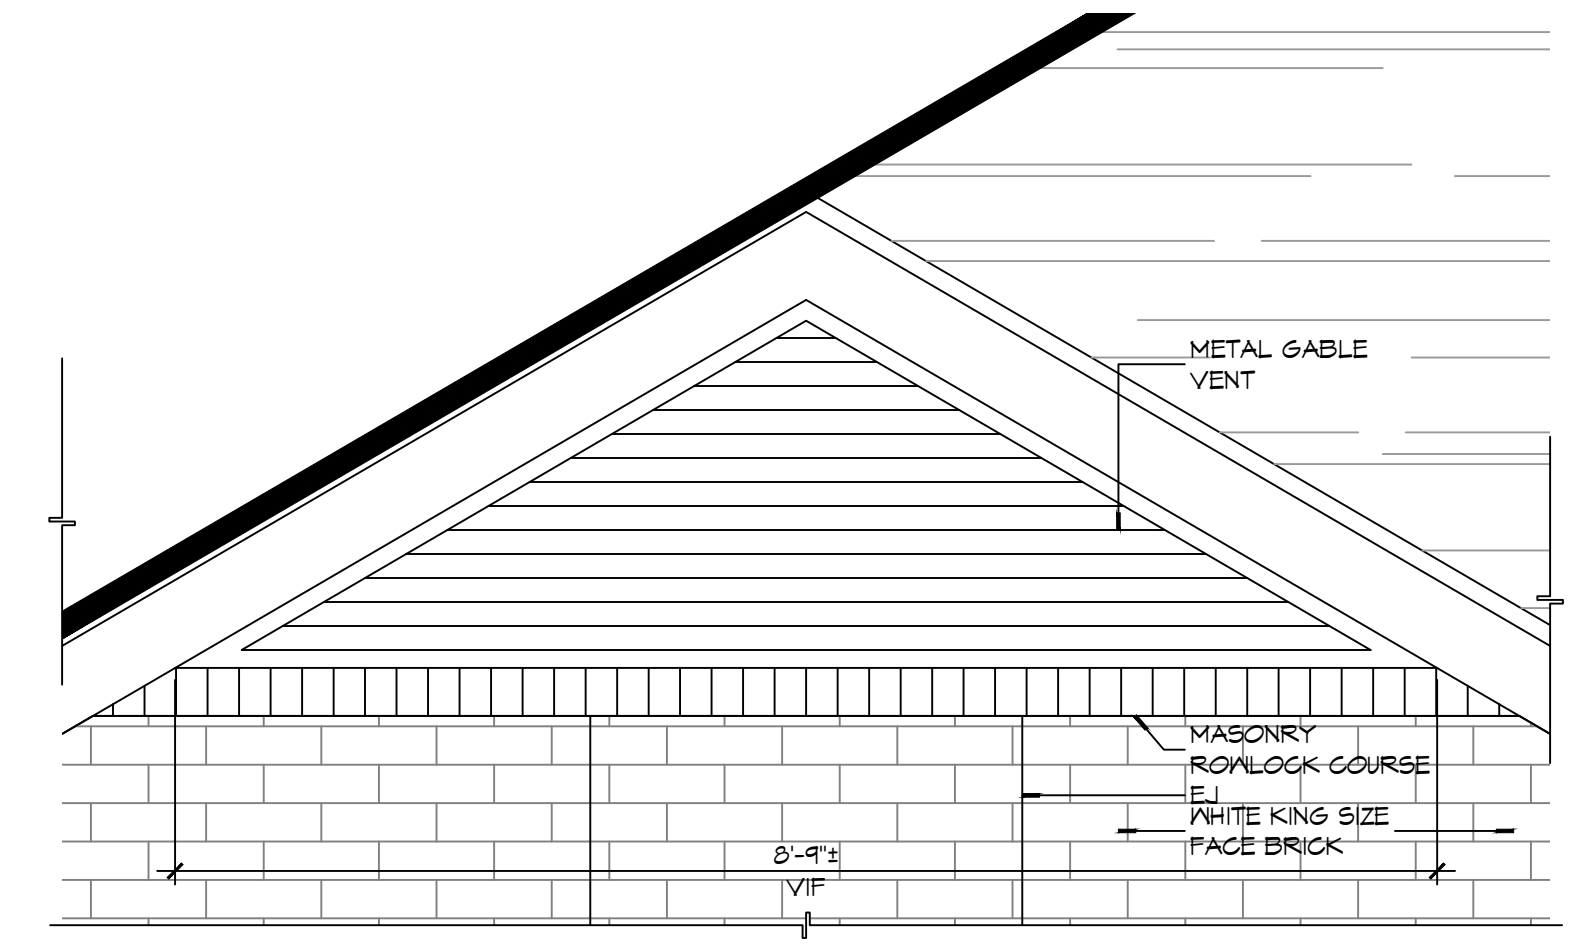 METAL GABLE
VENT
MASONRY
ROWLOCK COURSE
EJ
WHITE KING SIZE
FACE BRICK
8'-9"±
VIF